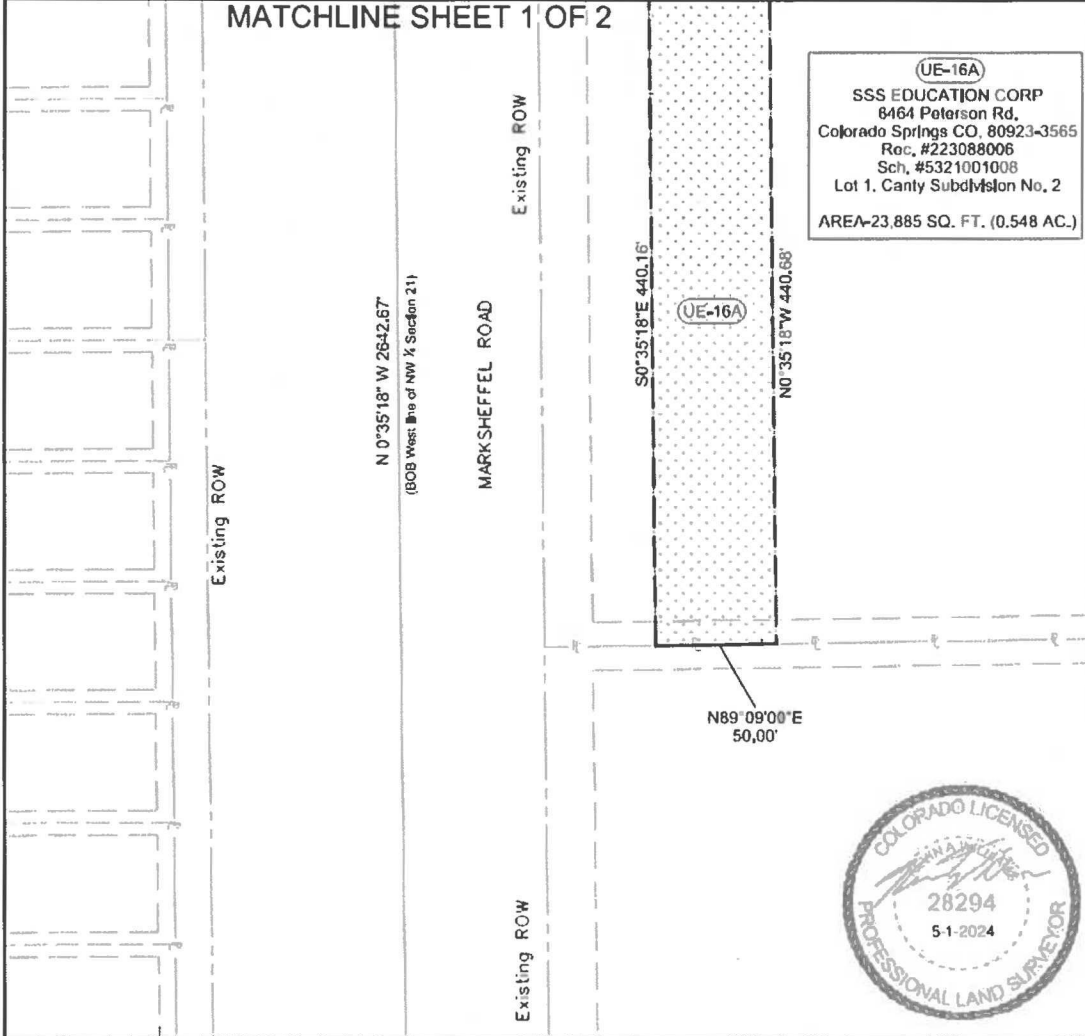 MATCHLINE SHEET 1 OF 2
UE-16A
SSS EDUCATION CORP
6464 Peterson Rd.
Colorado Springs CO, 80923-3565
Rec. #223088006
Sch. #5321001008
Lot 1, Canty Subdivision No. 2
AREA-23,885 SQ. FT. (0.548 AC.)
Existing ROW
Existing ROW
N 0°35'18" W 2642.67'
(BOB West line of NW ¼ Section 21)
MARKSHEFFEL ROAD
S0°35'18"E 440.16'
UE-16A
N0°35'18"W 440.68'
N89°09'00"E
50.00'
Existing ROW
COLORADO LICENSED
28294
5-1-2024
PROFESSIONAL LAND SURVEYOR